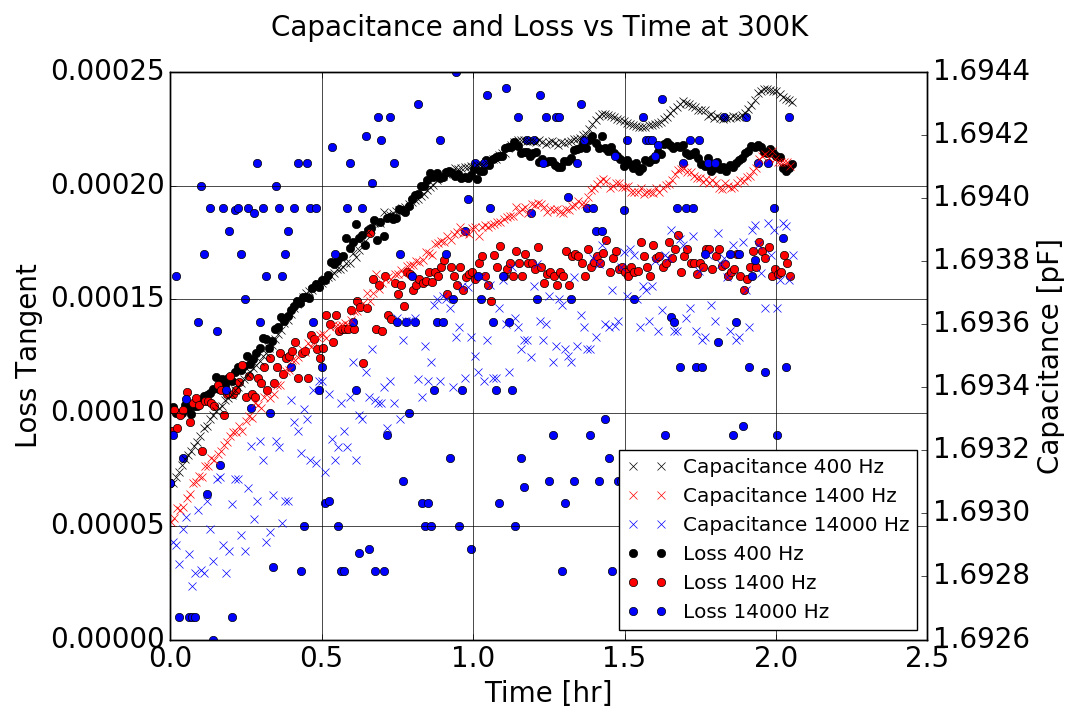 Capacitance and Loss vs Time at 300K
0.00025
0.00020
0.00015
0.00010
0.00005
0.00000
Loss Tangent
1.6944
1.6942
1.6940
1.6938
1.6936
1.6934
1.6932
1.6930
1.6928
1.6926
Capacitance [pF]
Capacitance 400 Hz
Capacitance 1400 Hz
Capacitance 14000 Hz
Loss 400 Hz
Loss 1400 Hz
Loss 14000 Hz
0.0 0.5 1.0 1.5 2.0 2.5
Time [hr]